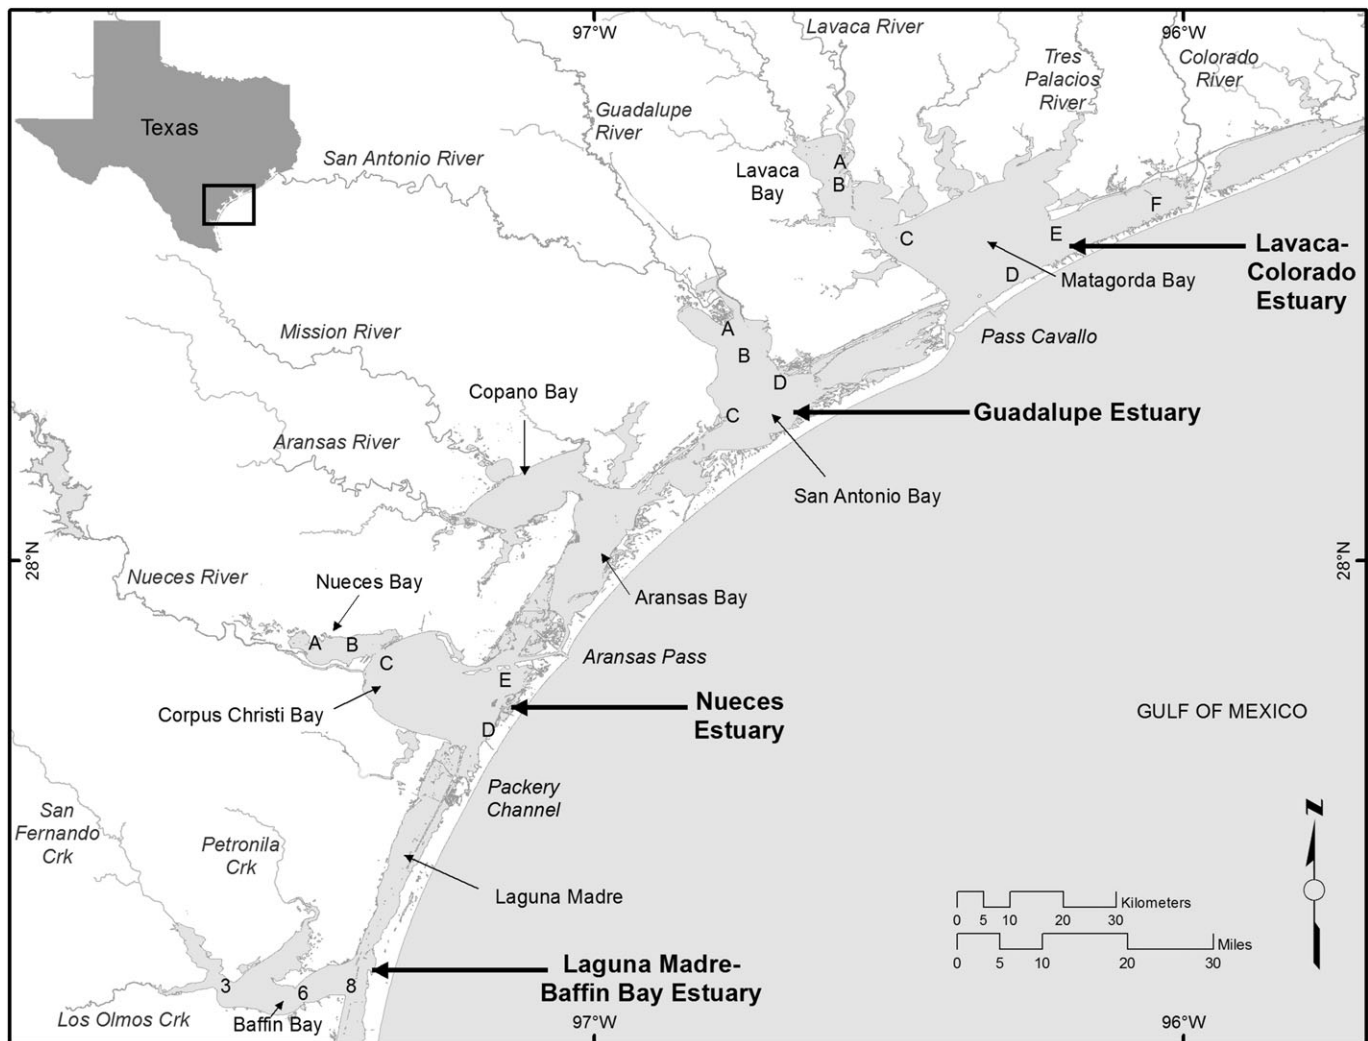 97°W
96°W
Lavaca River
Tres
Palacios
River
Colorado
River
Guadalupe
River
Texas
San Antonio River
Lavaca
Bay
A
B
C
D
E
F
Lavaca-
Colorado
Estuary
Matagorda Bay
Pass Cavallo
Mission River
A
B
C
D
Guadalupe Estuary
Copano Bay
Aransas River
San Antonio Bay
28°N
28°N
Nueces River
Nueces Bay
Aransas Bay
A
B
C
E
D
Aransas Pass
Corpus Christi Bay
Nueces
Estuary
GULF OF MEXICO
Packery
Channel
San
Fernando
Crk
Petronila
Crk
Laguna Madre
N
Kilometers
0 5 10 20 30
Miles
0 5 10 20 30
3
6
8
Laguna Madre-
Baffin Bay Estuary
Los Olmos Crk
Baffin Bay
97°W
96°W